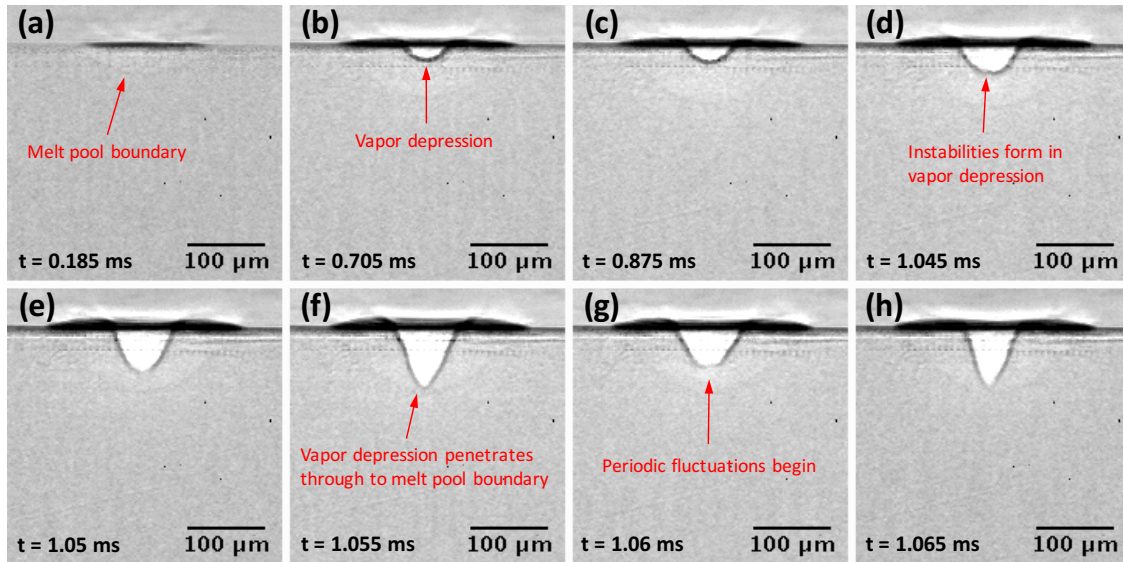 (a)
Melt pool boundary
t = 0.185 ms
100 µm
(b)
Vapor depression
t = 0.705 ms
100 µm
(c)
t = 0.875 ms
100 µm
(d)
Instabilities form in
vapor depression
t = 1.045 ms
100 µm
(e)
t = 1.05 ms
100 µm
(f)
Vapor depression penetrates
through to melt pool boundary
t = 1.055 ms
100 µm
(g)
Periodic fluctuations begin
t = 1.06 ms
100 µm
(h)
t = 1.065 ms
100 µm